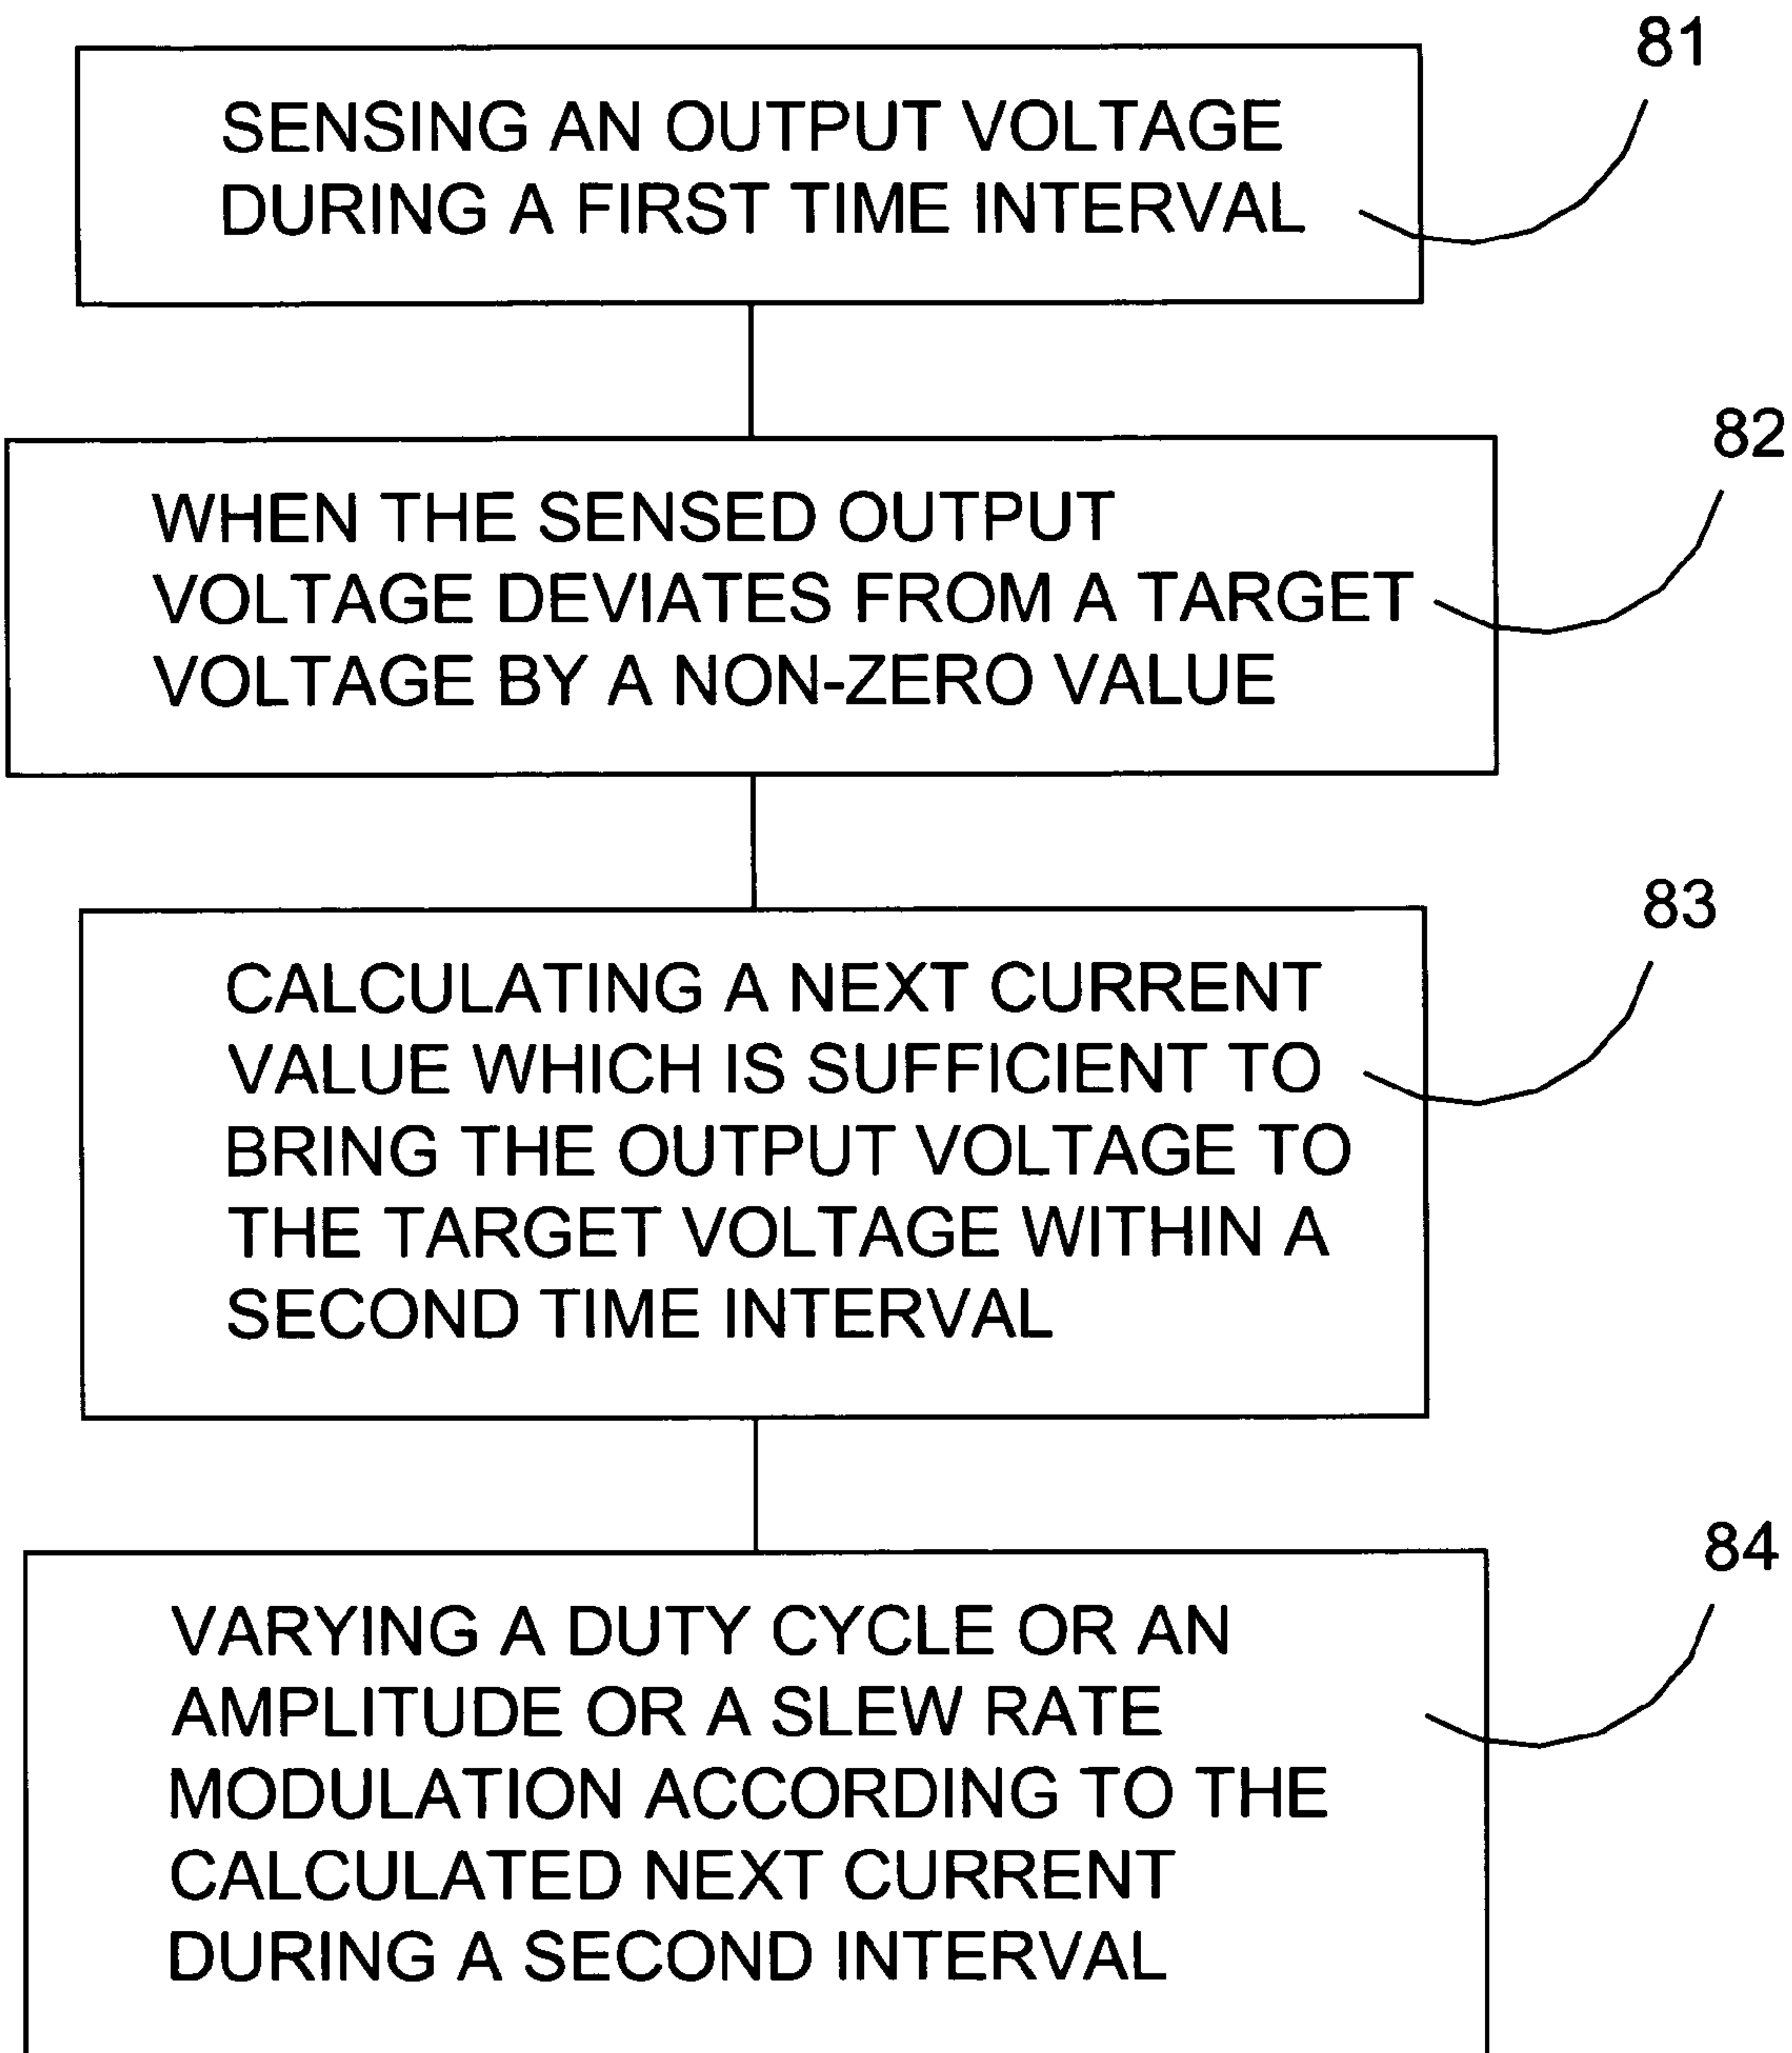 81
SENSING AN OUTPUT VOLTAGE
DURING A FIRST TIME INTERVAL
82
WHEN THE SENSED OUTPUT
VOLTAGE DEVIATES FROM A TARGET
VOLTAGE BY A NON-ZERO VALUE
83
CALCULATING A NEXT CURRENT
VALUE WHICH IS SUFFICIENT TO
BRING THE OUTPUT VOLTAGE TO
THE TARGET VOLTAGE WITHIN A
SECOND TIME INTERVAL
84
VARYING A DUTY CYCLE OR AN
AMPLITUDE OR A SLEW RATE
MODULATION ACCORDING TO THE
CALCULATED NEXT CURRENT
DURING A SECOND INTERVAL